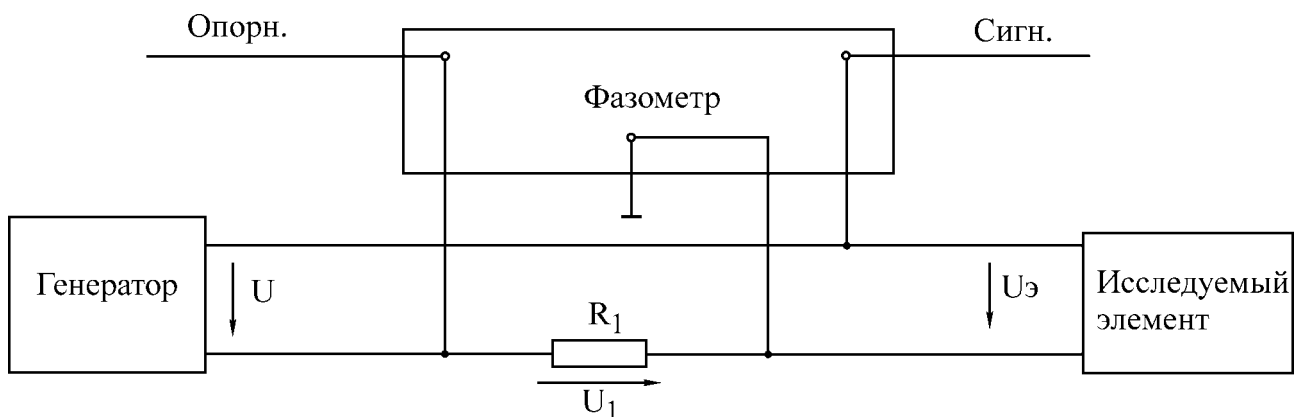 Опорн.
Сигн.
Фазометр
Генератор
U
R1
U1
Uэ
Исследуемый
элемент